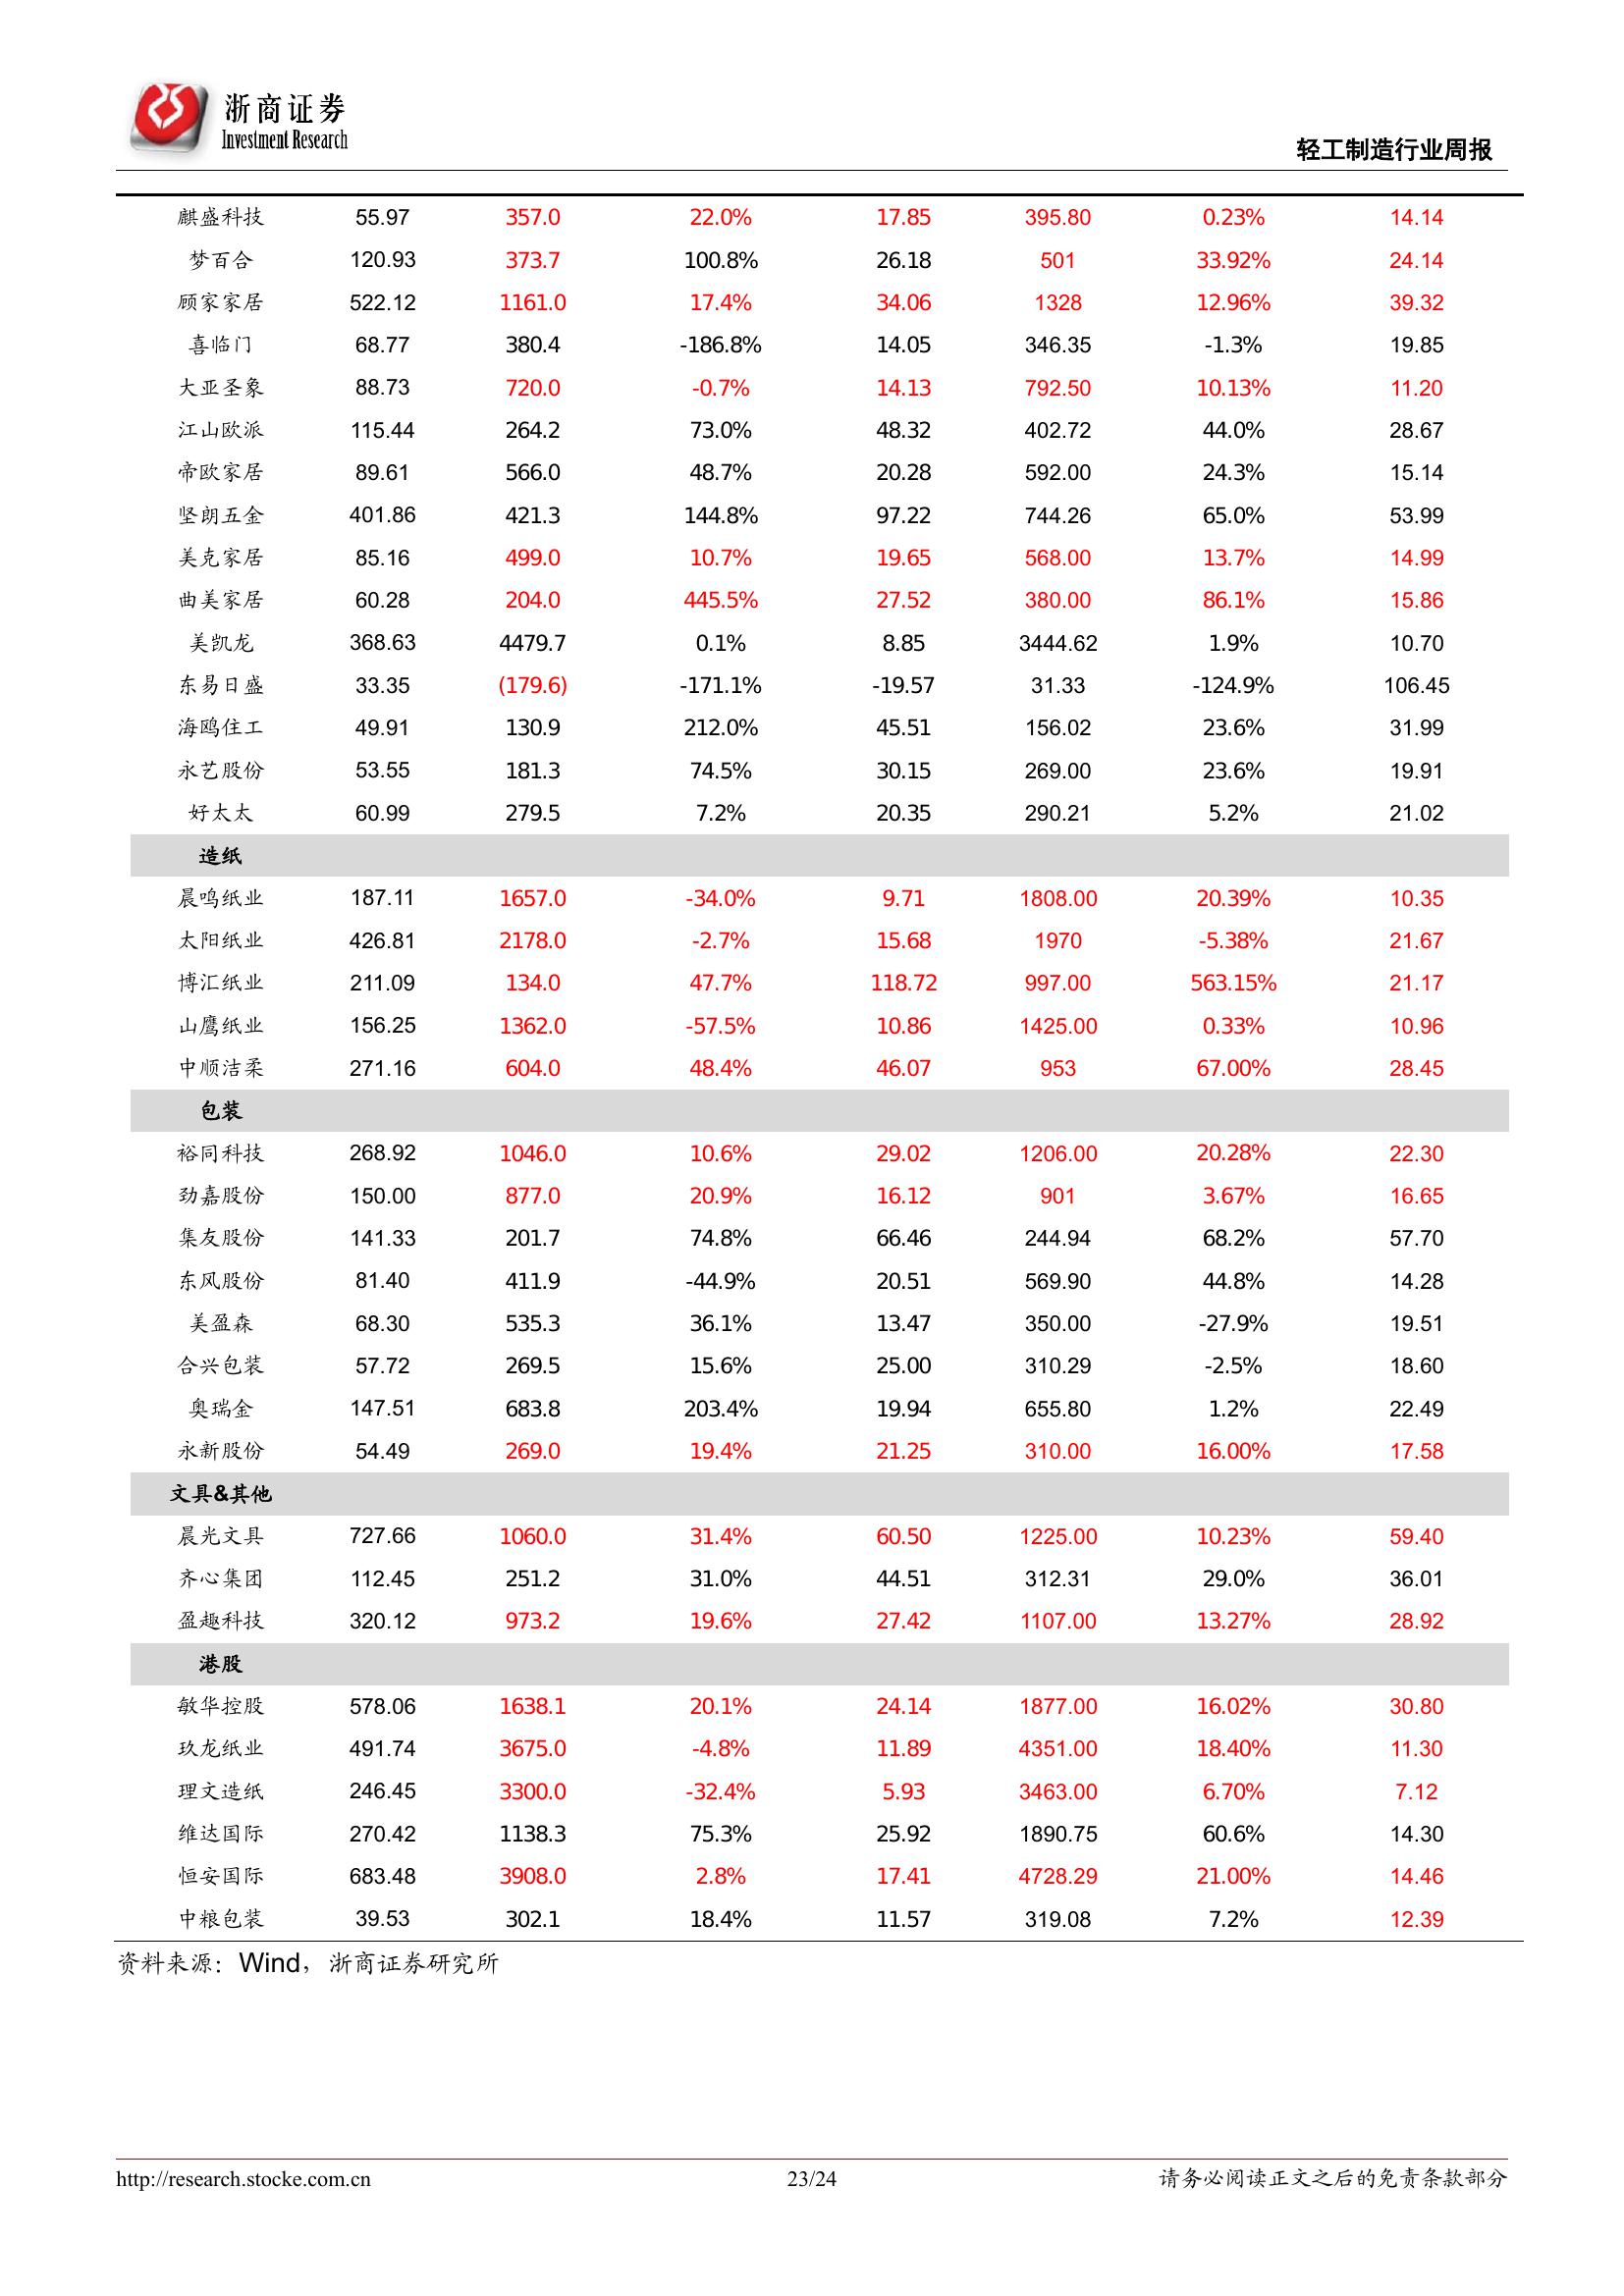 浙商证券
Investment Research
轻工制造行业周报
麒盛科技 55.97 357.0 22.0% 17.85 395.80 0.23% 14.14
梦百合 120.93 373.7 100.8% 26.18 501 33.92% 24.14
顾家家居 522.12 1161.0 17.4% 34.06 1328 12.96% 39.32
喜临门 68.77 380.4 -186.8% 14.05 346.35 -1.3% 19.85
大亚圣象 88.73 720.0 -0.7% 14.13 792.50 10.13% 11.20
江山欧派 115.44 264.2 73.0% 48.32 402.72 44.0% 28.67
帝欧家居 89.61 566.0 48.7% 20.28 592.00 24.3% 15.14
坚朗五金 401.86 421.3 144.8% 97.22 744.26 65.0% 53.99
美克家居 85.16 499.0 10.7% 19.65 568.00 13.7% 14.99
曲美家居 60.28 204.0 445.5% 27.52 380.00 86.1% 15.86
美凯龙 368.63 4479.7 0.1% 8.85 3444.62 1.9% 10.70
东易日盛 33.35 (179.6) -171.1% -19.57 31.33 -124.9% 106.45
海鸥住工 49.91 130.9 212.0% 45.51 156.02 23.6% 31.99
永艺股份 53.55 181.3 74.5% 30.15 269.00 23.6% 19.91
好太太 60.99 279.5 7.2% 20.35 290.21 5.2% 21.02
造纸
晨鸣纸业 187.11 1657.0 -34.0% 9.71 1808.00 20.39% 10.35
太阳纸业 426.81 2178.0 -2.7% 15.68 1970 -5.38% 21.67
博汇纸业 211.09 134.0 47.7% 118.72 997.00 563.15% 21.17
山鹰纸业 156.25 1362.0 -57.5% 10.86 1425.00 0.33% 10.96
中顺洁柔 271.16 604.0 48.4% 46.07 953 67.00% 28.45
包装
裕同科技 268.92 1046.0 10.6% 29.02 1206.00 20.28% 22.30
劲嘉股份 150.00 877.0 20.9% 16.12 901 3.67% 16.65
集友股份 141.33 201.7 74.8% 66.46 244.94 68.2% 57.70
东风股份 81.40 411.9 -44.9% 20.51 569.90 44.8% 14.28
美盈森 68.30 535.3 36.1% 13.47 350.00 -27.9% 19.51
合兴包装 57.72 269.5 15.6% 25.00 310.29 -2.5% 18.60
奥瑞金 147.51 683.8 203.4% 19.94 655.80 1.2% 22.49
永新股份 54.49 269.0 19.4% 21.25 310.00 16.00% 17.58
文具&其他
晨光文具 727.66 1060.0 31.4% 60.50 1225.00 10.23% 59.40
齐心集团 112.45 251.2 31.0% 44.51 312.31 29.0% 36.01
盈趣科技 320.12 973.2 19.6% 27.42 1107.00 13.27% 28.92
港股
敏华控股 578.06 1638.1 20.1% 24.14 1877.00 16.02% 30.80
玖龙纸业 491.74 3675.0 -4.8% 11.89 4351.00 18.40% 11.30
理文造纸 246.45 3300.0 -32.4% 5.93 3463.00 6.70% 7.12
维达国际 270.42 1138.3 75.3% 25.92 1890.75 60.6% 14.30
恒安国际 683.48 3908.0 2.8% 17.41 4728.29 21.00% 14.46
中粮包装 39.53 302.1 18.4% 11.57 319.08 7.2% 12.39
资料来源：Wind，浙商证券研究所
http://research.stocke.com.cn 23/24 请务必阅读正文之后的免责条款部分